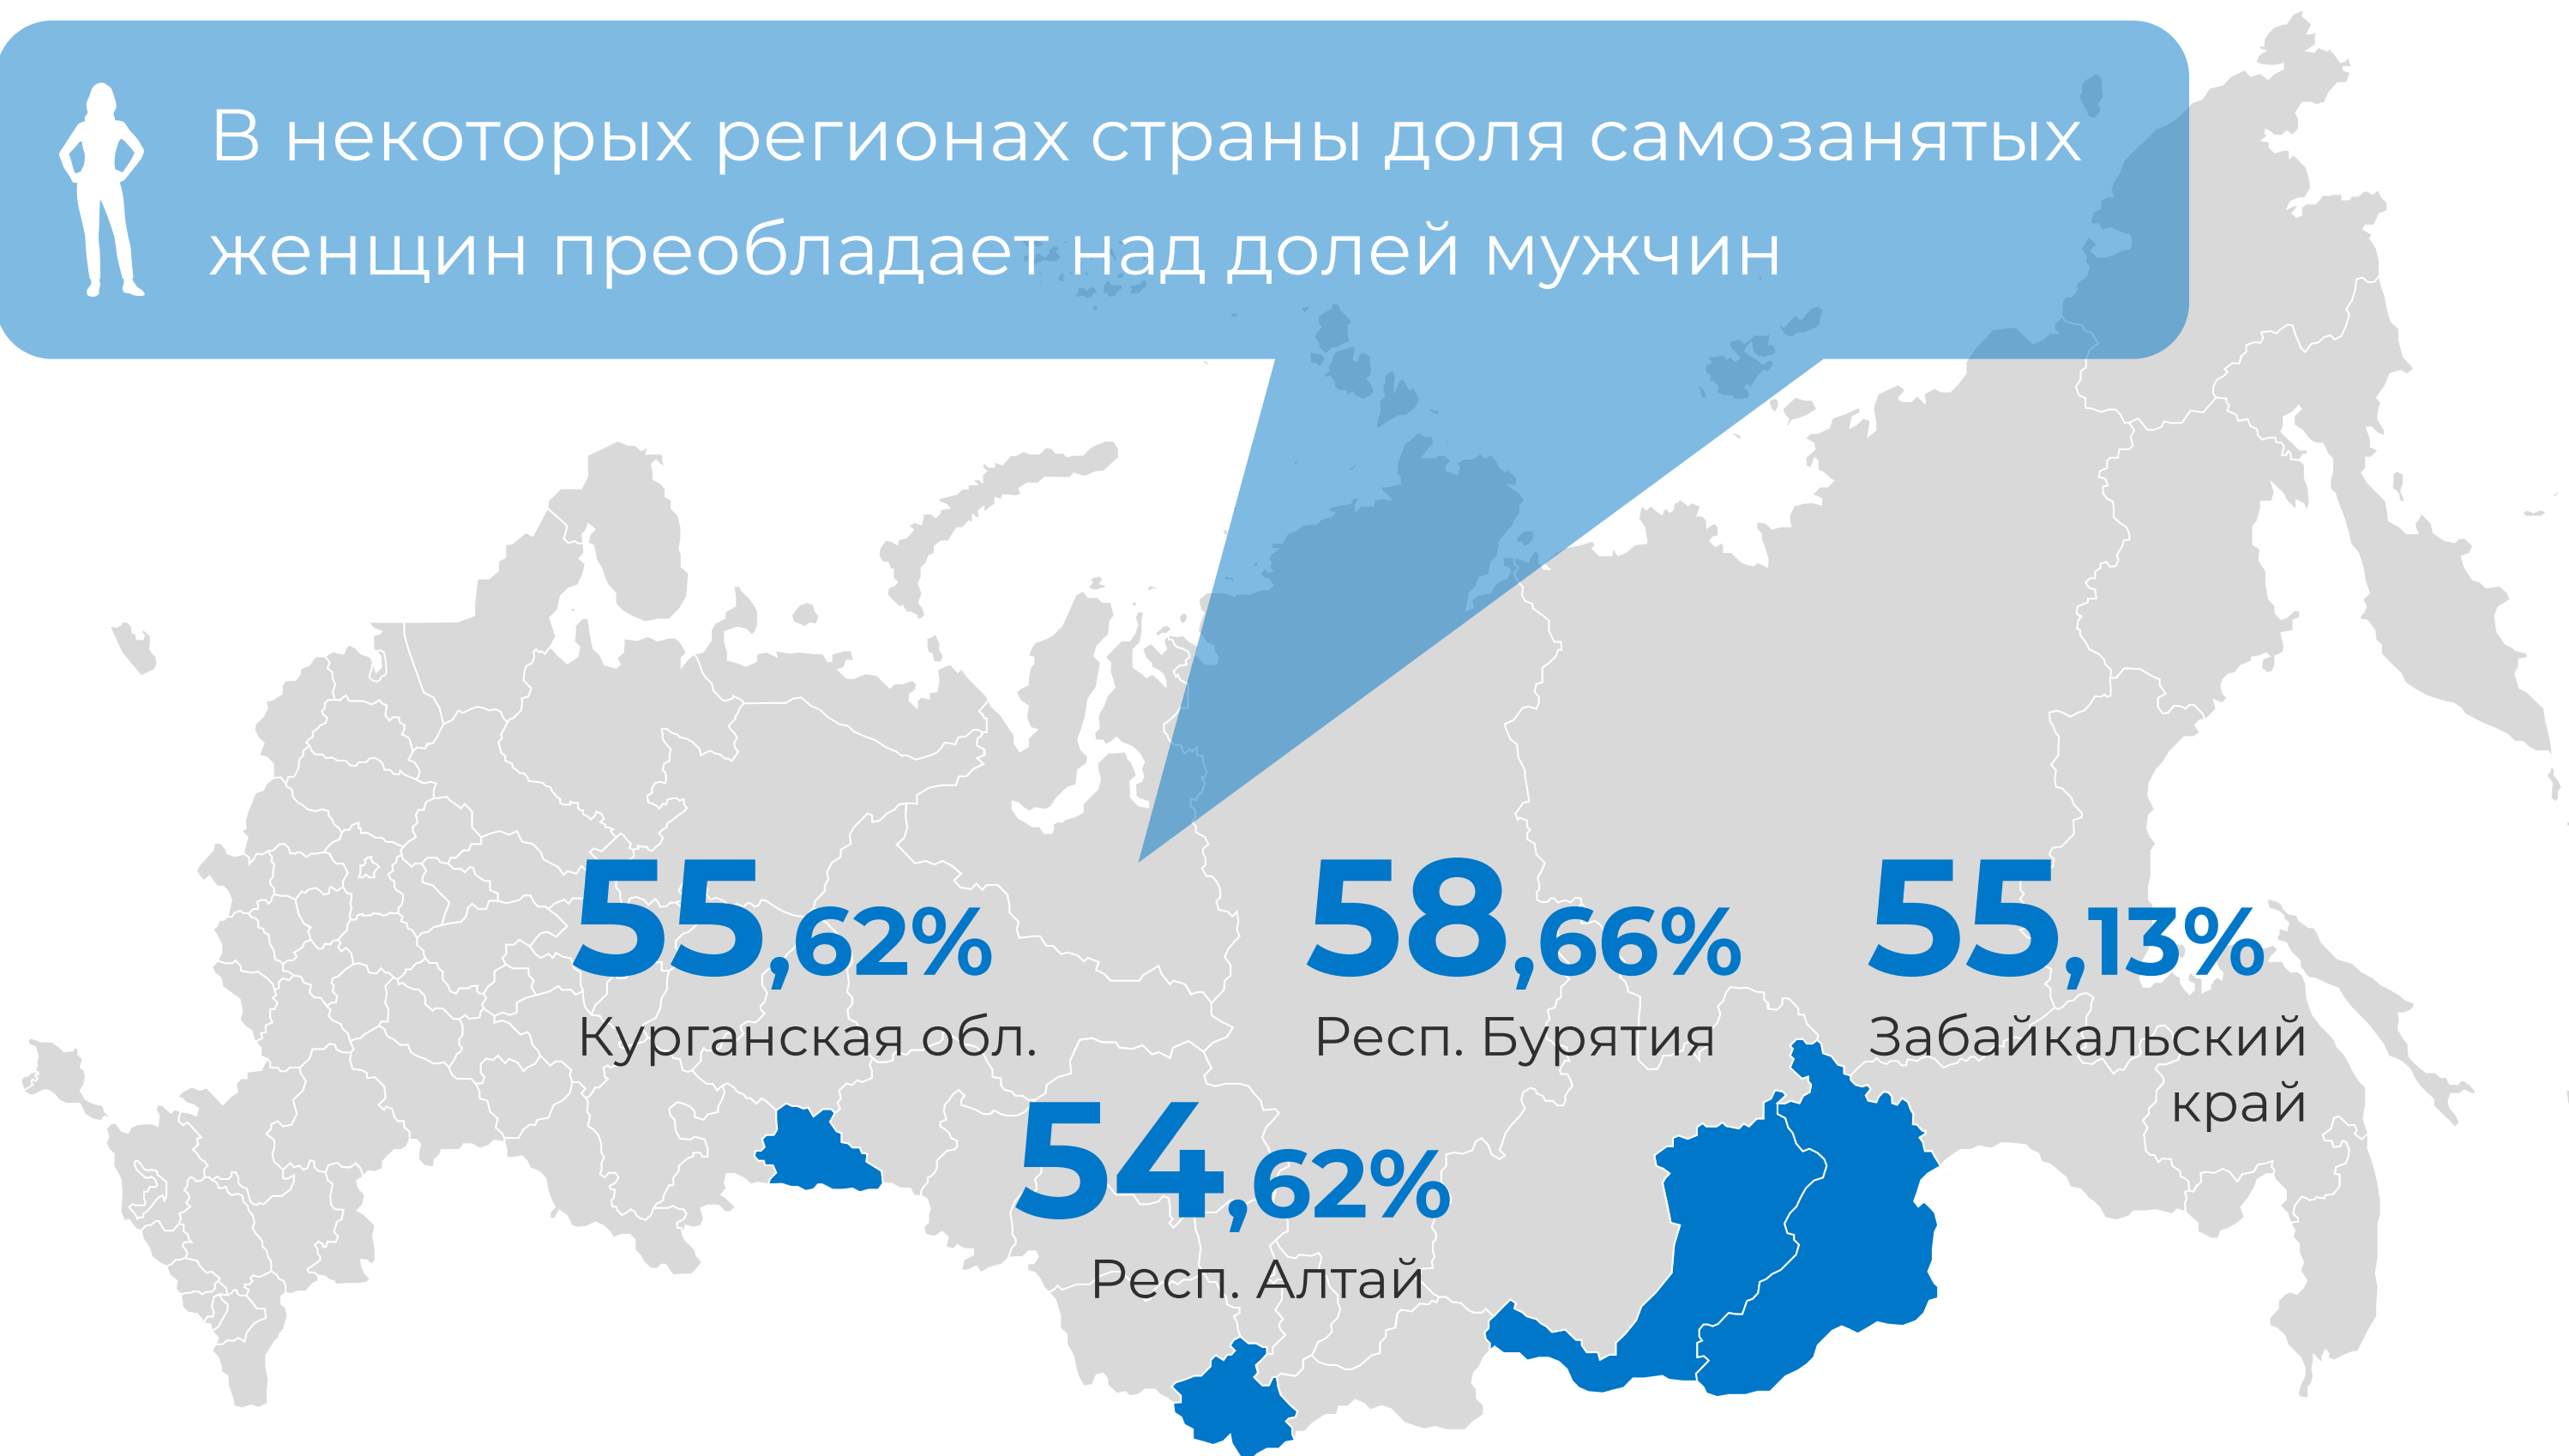 В некоторых регионах страны доля самозанятых
женщин преобладает над долей мужчин
55,62%
Курганская обл.
58,66%
Респ. Бурятия
55,13%
Забайкальский
край
54,62%
Респ. Алтай